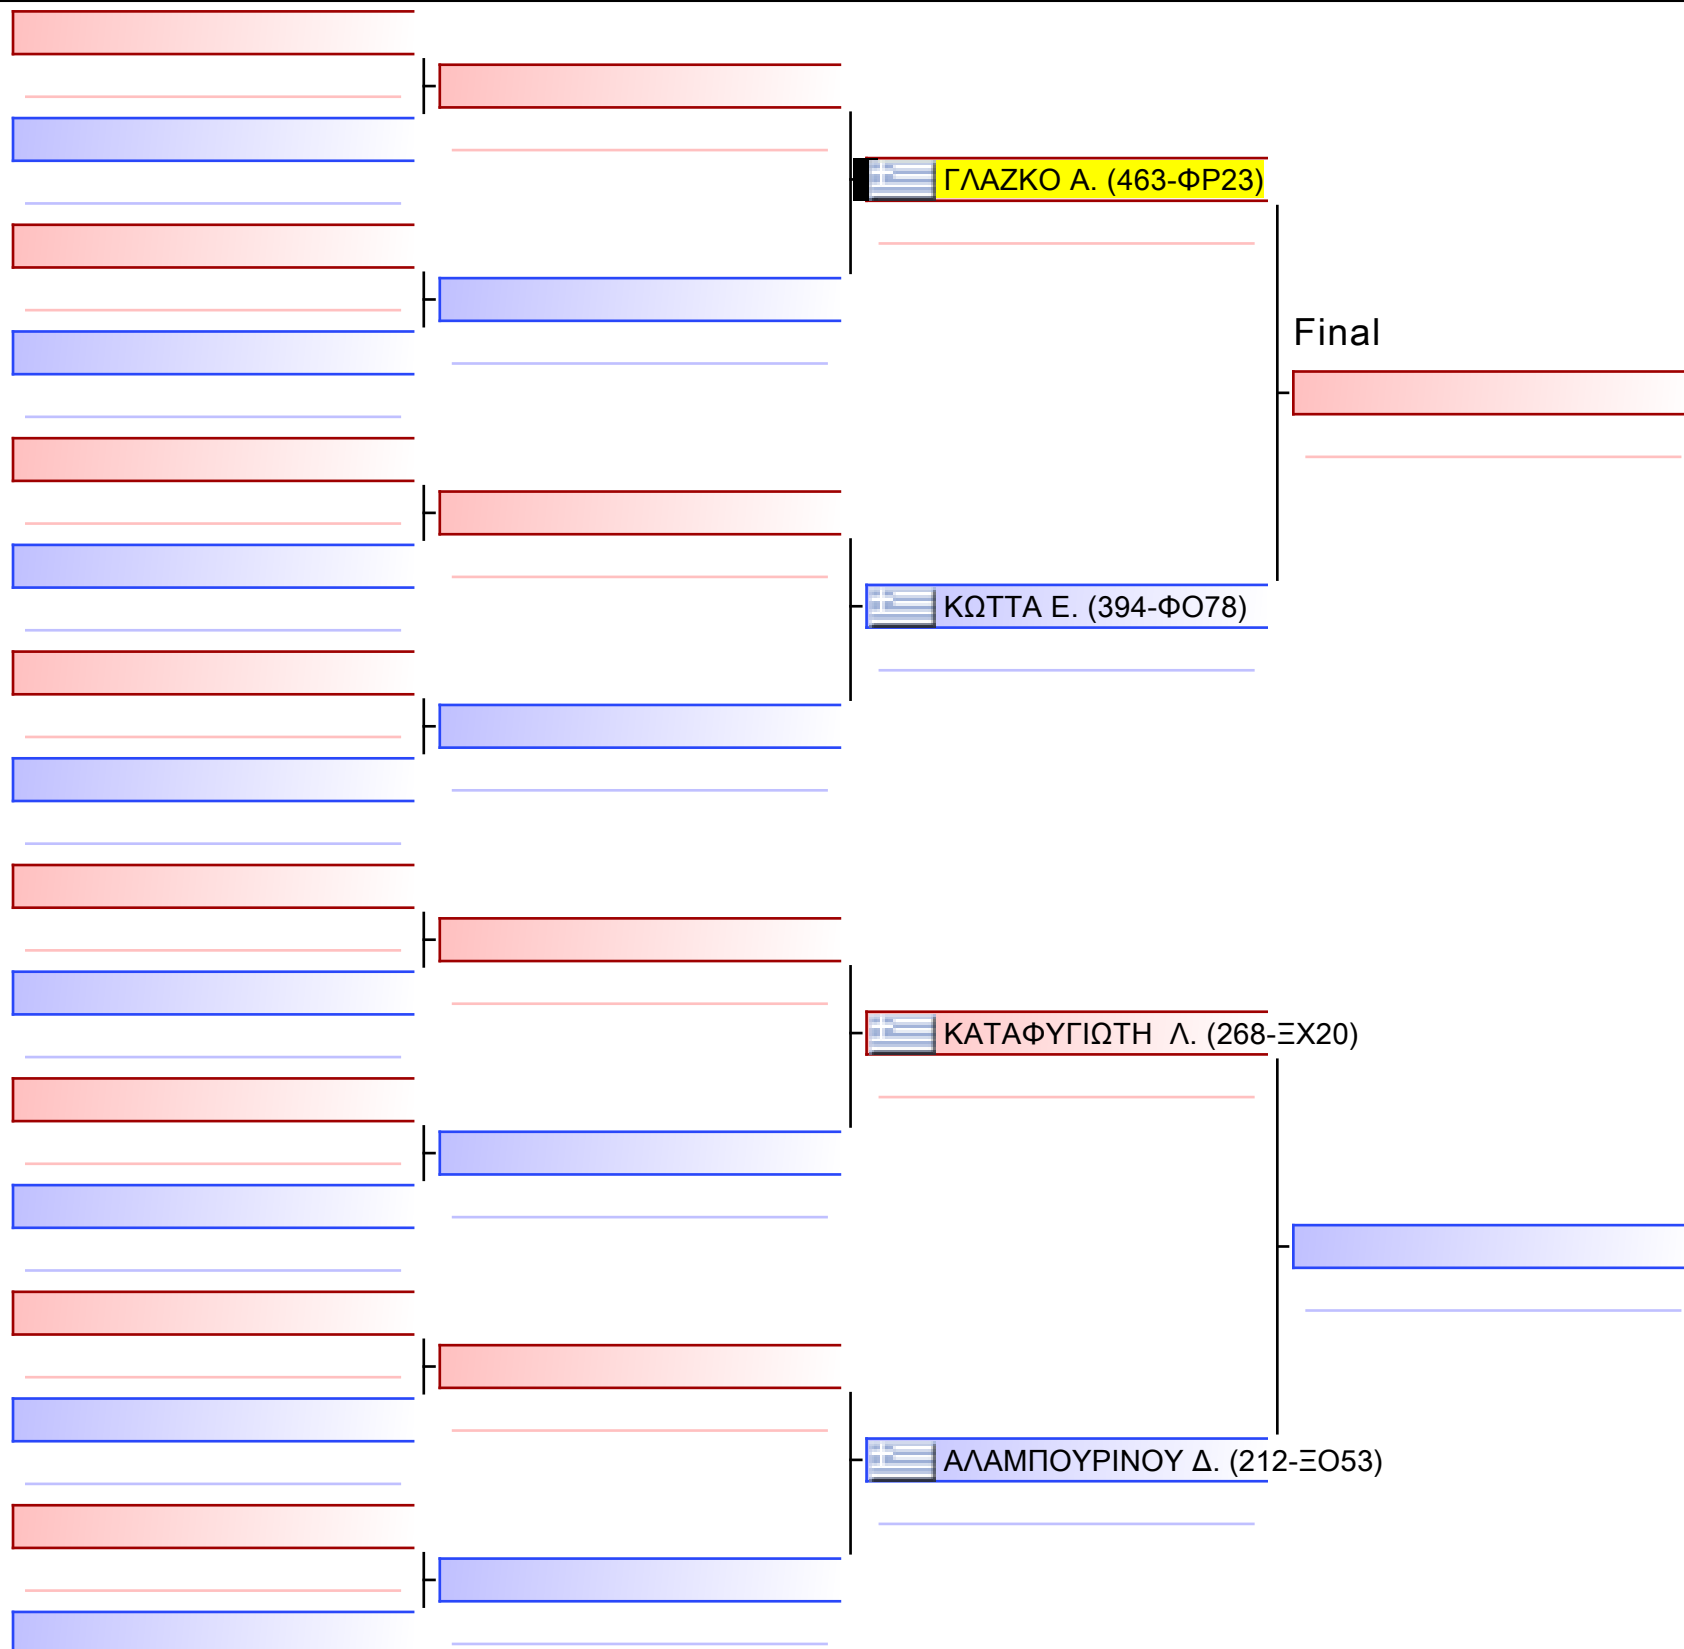 ΓΛΑΖΚΟ Α. (463-ΦΡ23)
Final
ΚΩΤΤΑ Ε. (394-ΦΟ78)
ΚΑΤΑΦΥΓΙΩΤΗ  Λ. (268-ΞΧ20)
ΑΛΑΜΠΟΥΡΙΝΟΥ Δ. (212-ΞΟ53)